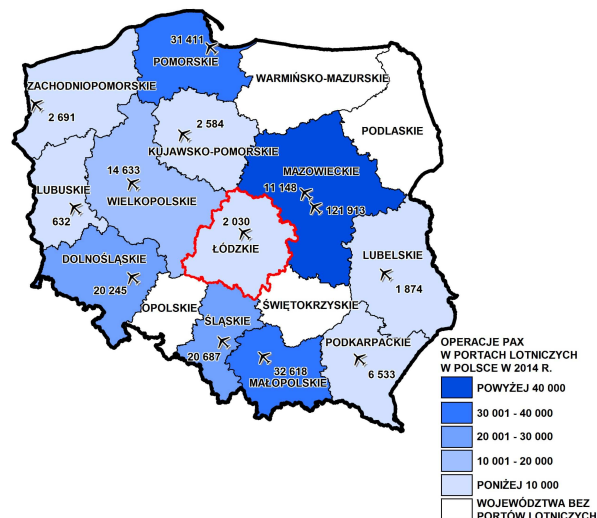 31 411
POMORSKIE
WARMIŃSKO-MAZURSKIE
ZACHODNIOPOMORSKIE
2 691
2 584
KUJAWSKO-POMORSKIE
PODLASKIE
14 633
WIELKOPOLSKIE
MAZOWIECKIE
11 148
121 913
LUBUSKIE
632
2 030
ŁÓDZKIE
DOLNOŚLĄSKIE
20 245
LUBELSKIE
1 874
OPOLSKIE
ŚLĄSKIE
20 687
ŚWIĘTOKRZYSKIE
32 618
MAŁOPOLSKIE
PODKARPACKIE
6 533
OPERACJE PAX
W PORTACH LOTNICZYCH
W POLSCE W 2014 R.
POWYŻEJ 40 000
30 001 - 40 000
20 001 - 30 000
10 001 - 20 000
PONIŻEJ 10 000
WOJEWÓDZTWA BEZ
PORTÓW LOTNICZYCH